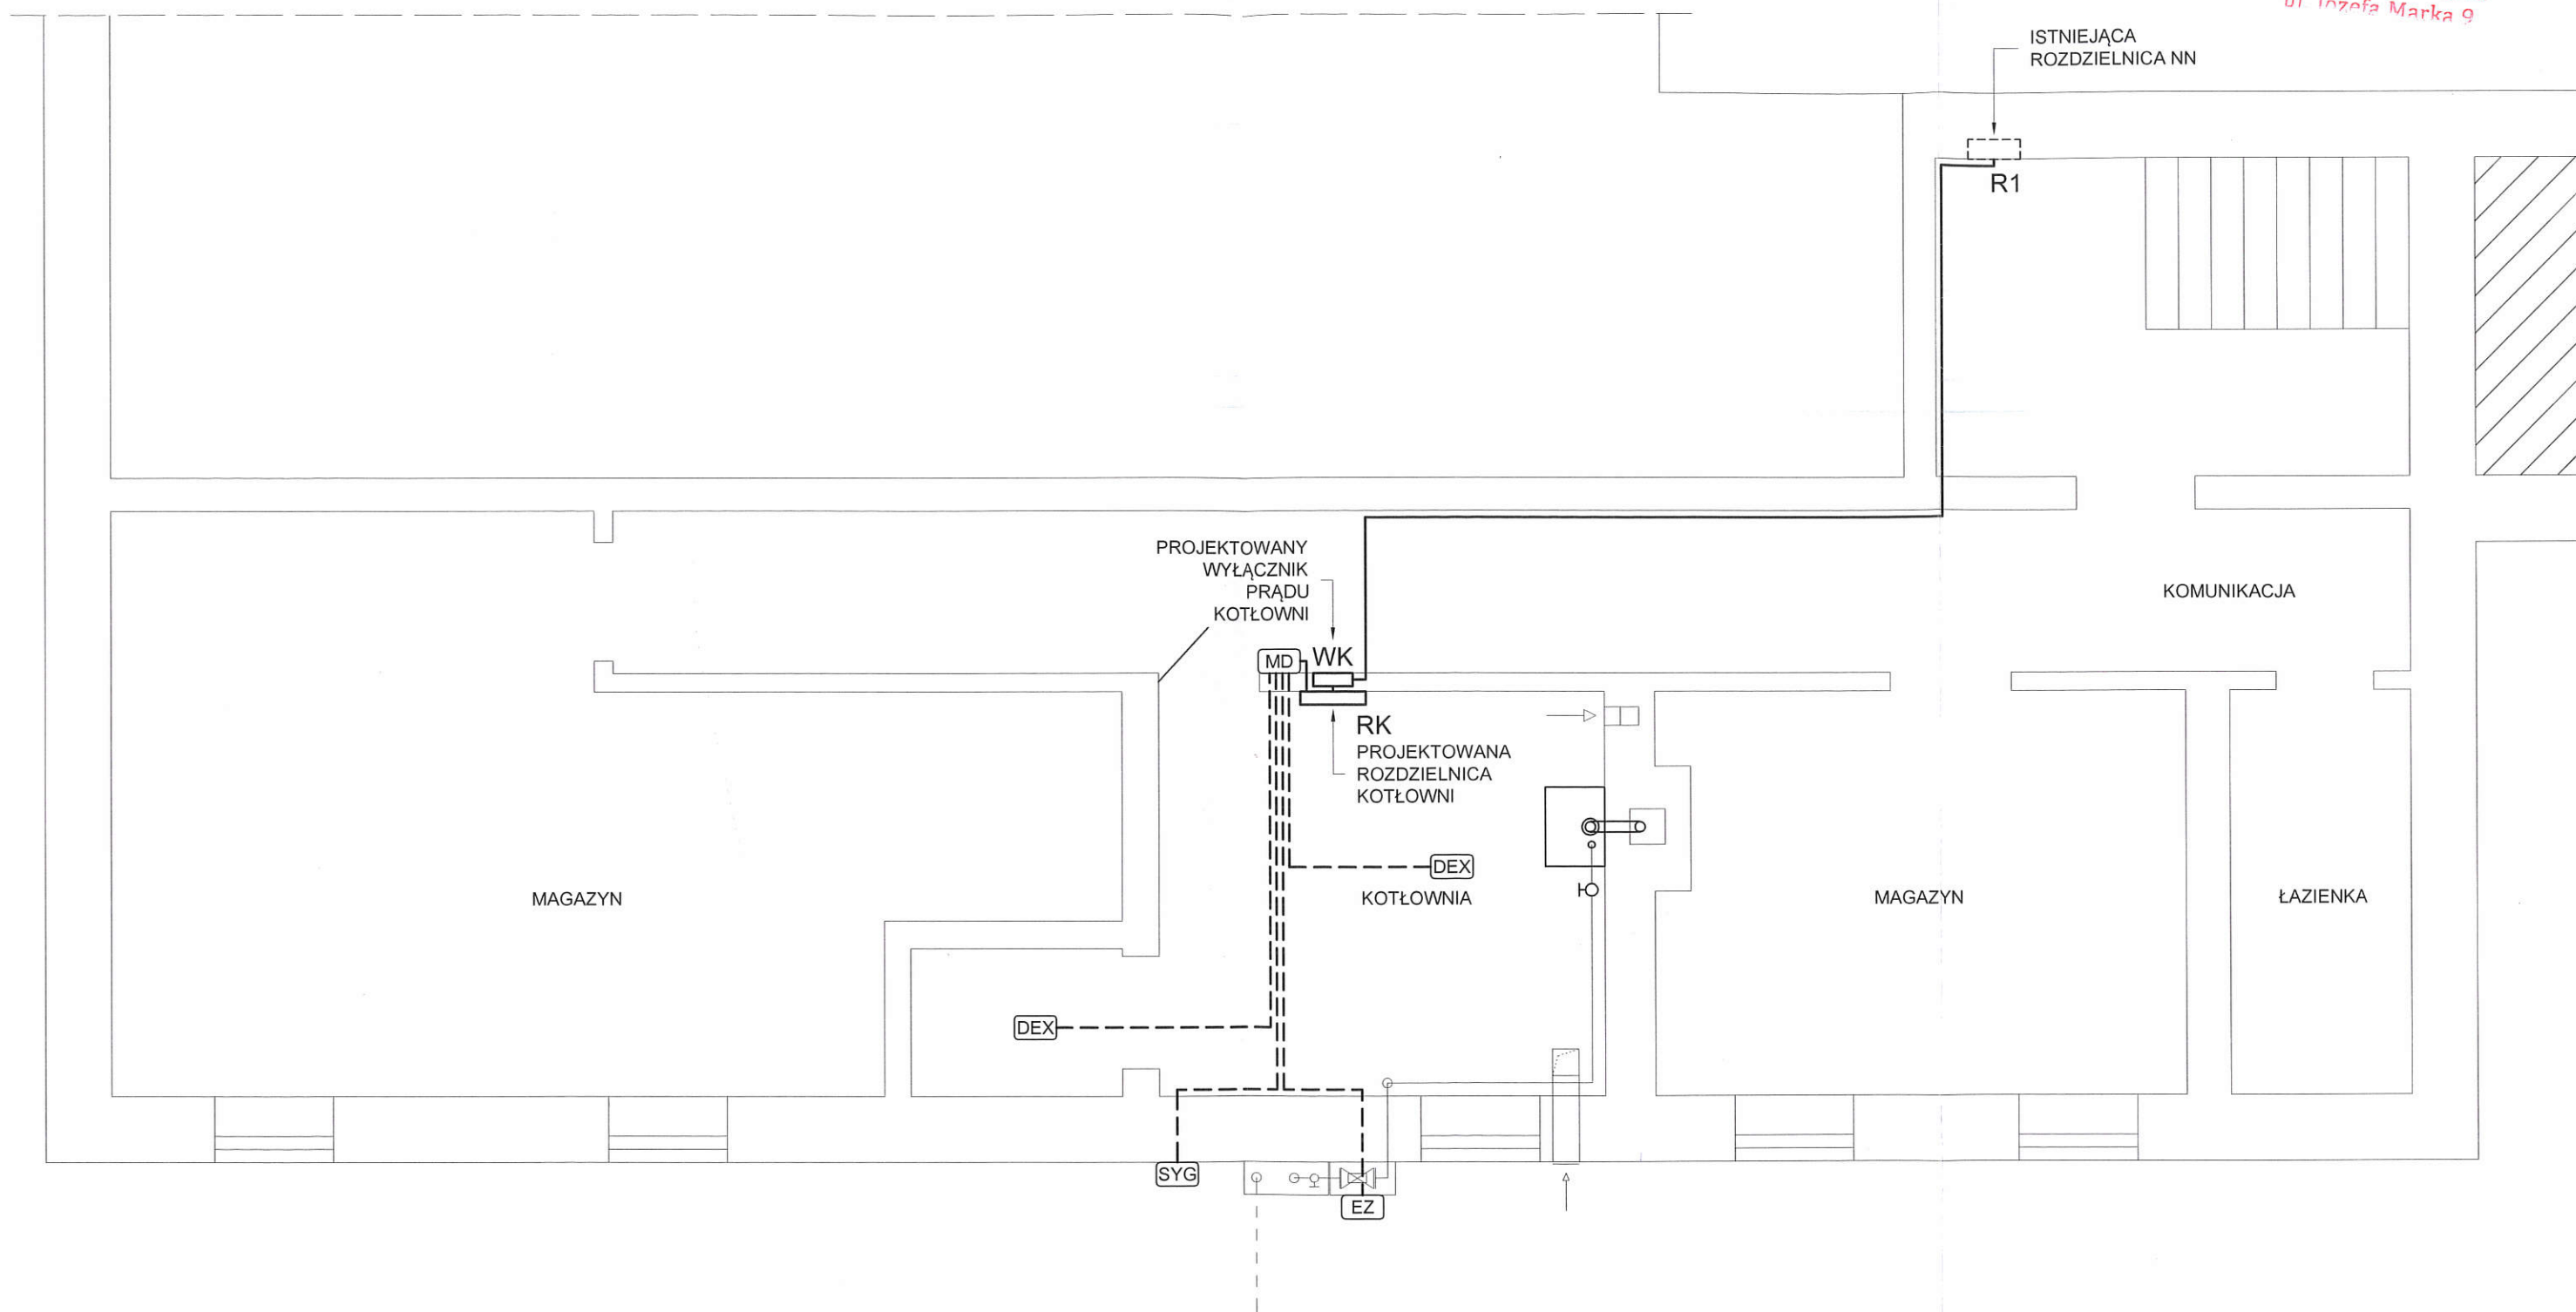 ul. Józefa Marka 9
ISTNIEJĄCA
ROZDZIELNICA NN
R1
PROJEKTOWANY
WYŁĄCZNIK
PRĄDU
KOTŁOWNI
KOMUNIKACJA
MD
WK
RK
PROJEKTOWANA
ROZDZIELNICA
KOTŁOWNI
DEX
MAGAZYN
KOTŁOWNIA
MAGAZYN
ŁAZIENKA
DEX
SYG
EZ